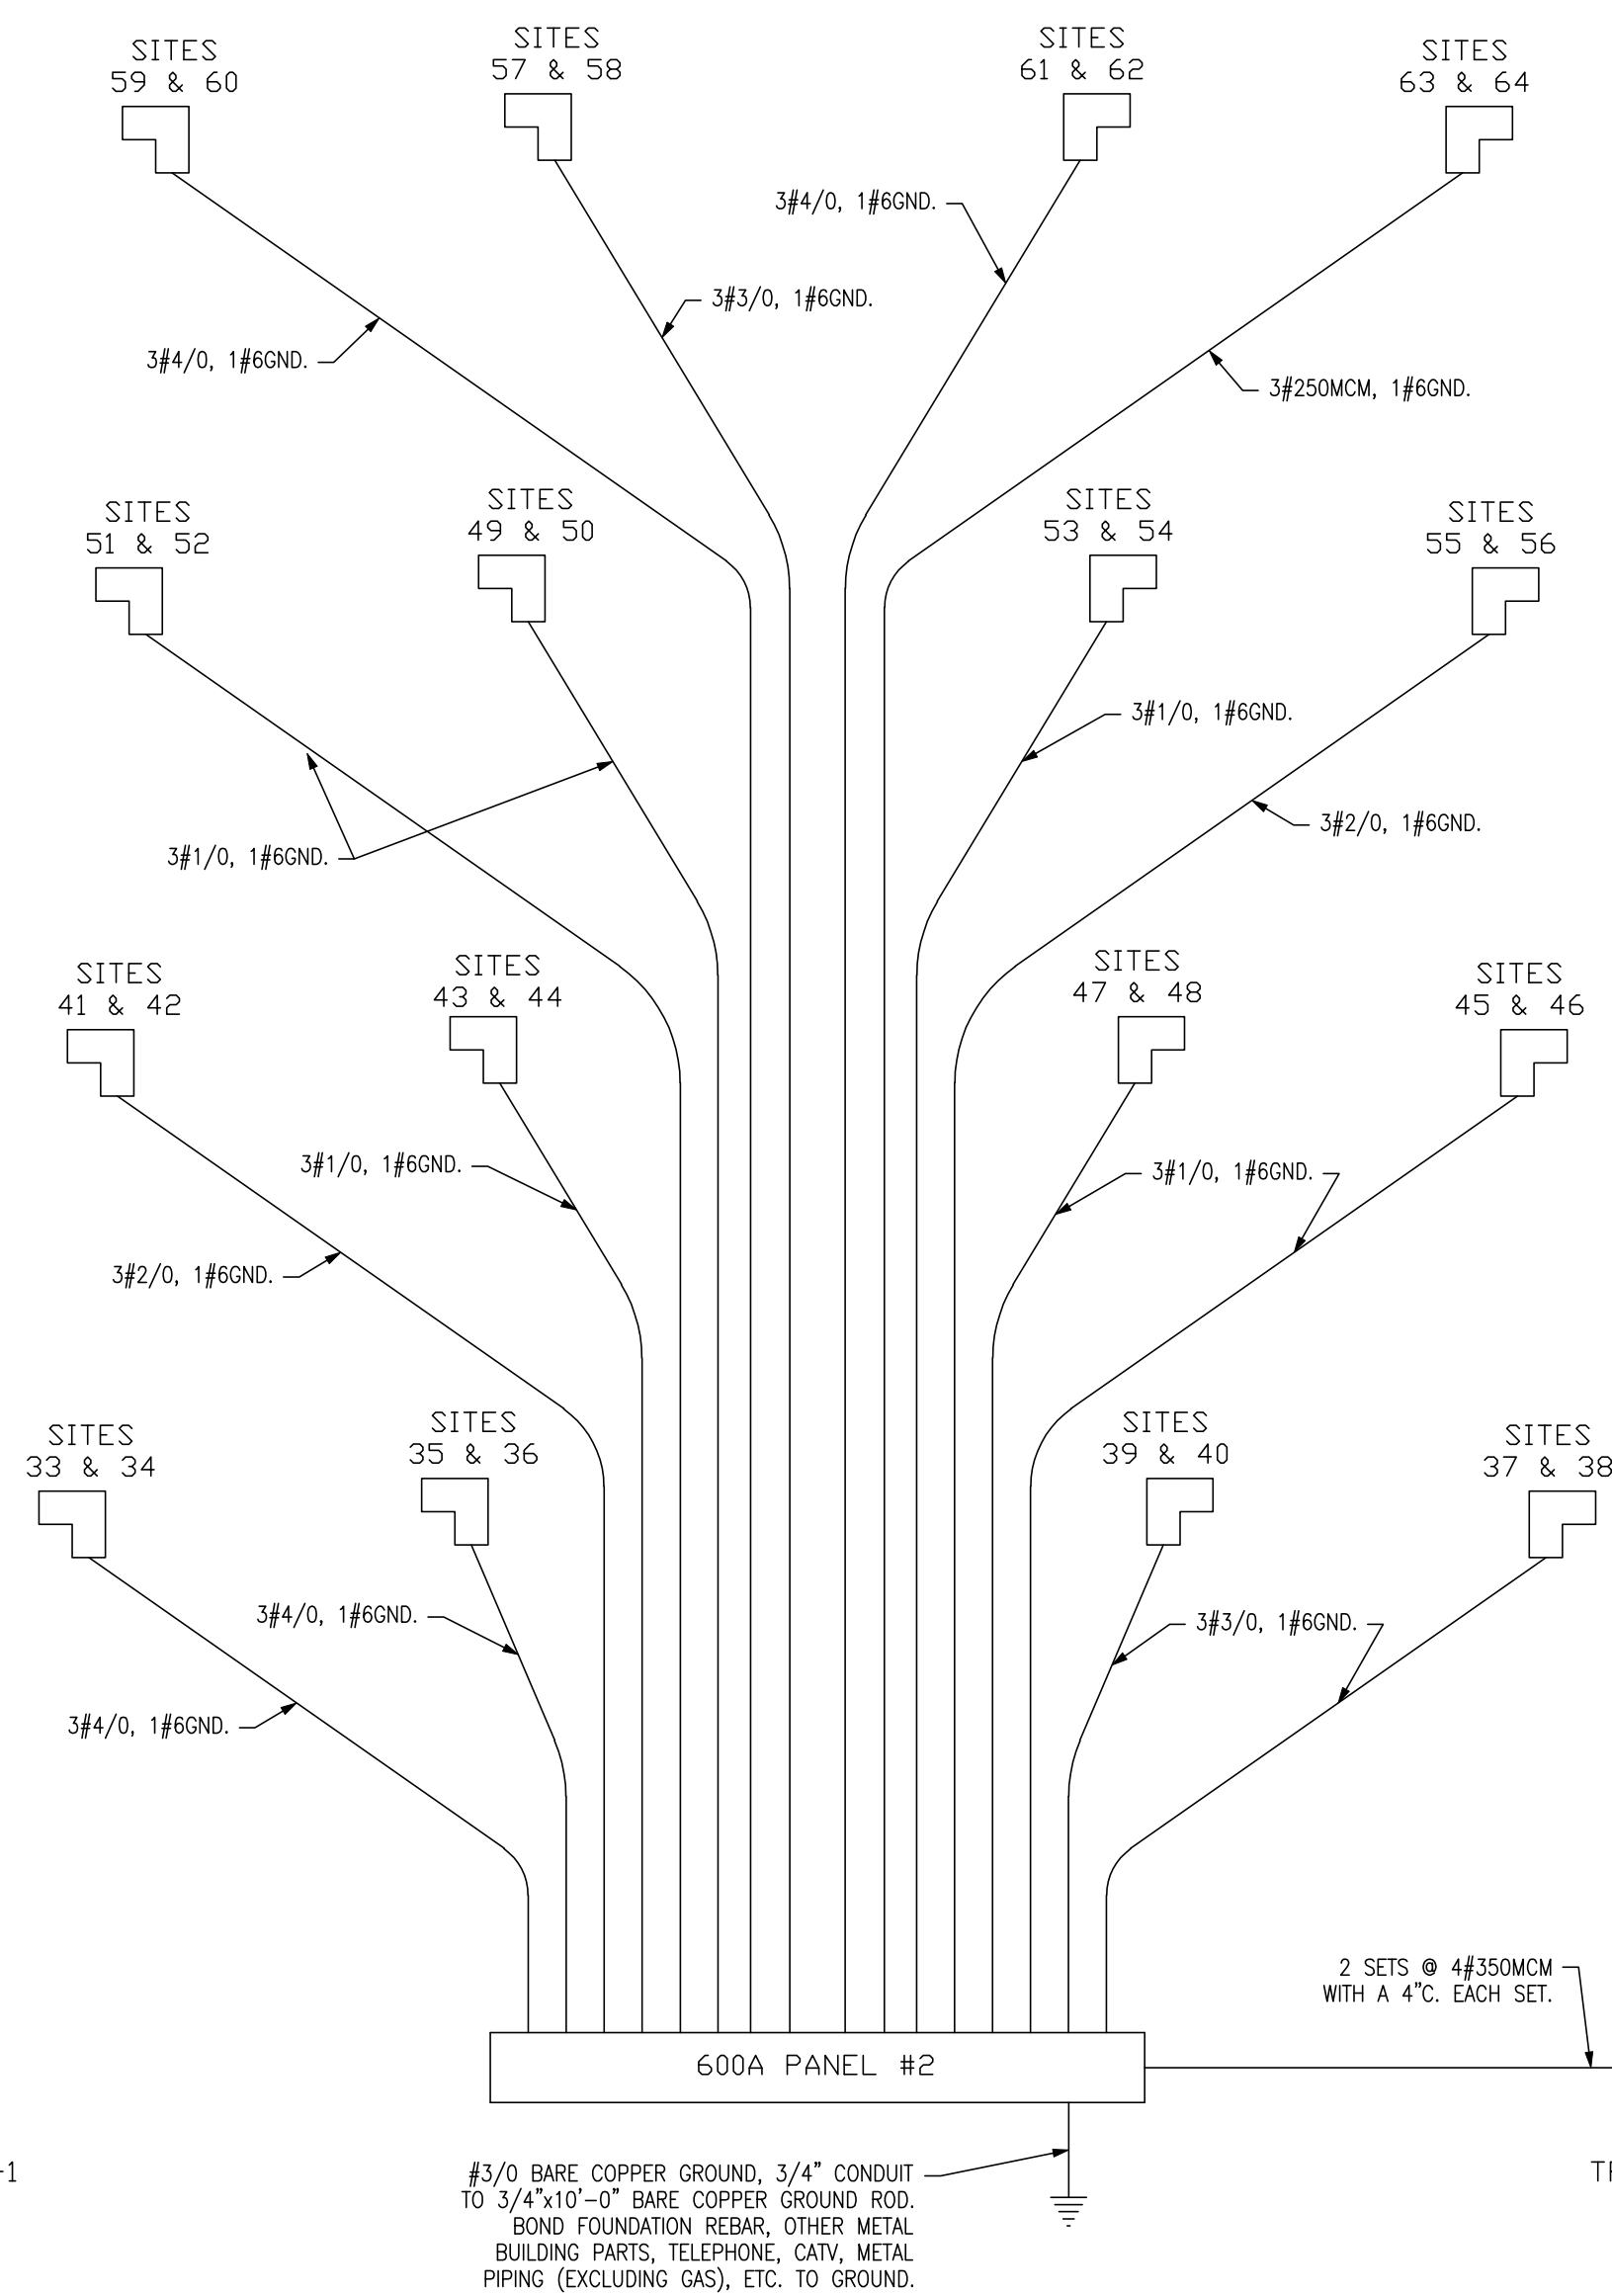 SITES
59 & 60
SITES
57 & 58
SITES
61 & 62
SITES
63 & 64
3#4/0, 1#6GND.
3#3/0, 1#6GND.
3#4/0, 1#6GND.
3#250MCM, 1#6GND.
SITES
51 & 52
SITES
49 & 50
SITES
53 & 54
SITES
55 & 56
3#1/0, 1#6GND.
3#2/0, 1#6GND.
3#1/0, 1#6GND.
SITES
41 & 42
SITES
43 & 44
SITES
47 & 48
SITES
45 & 46
3#1/0, 1#6GND.
3#1/0, 1#6GND.
3#2/0, 1#6GND.
SITES
33 & 34
SITES
35 & 36
SITES
39 & 40
SITES
37 & 38
3#4/0, 1#6GND.
3#3/0, 1#6GND.
3#4/0, 1#6GND.
2 SETS @ 4#350MCM
WITH A 4"C. EACH SET.
600A PANEL #2
#3/0 BARE COPPER GROUND, 3/4" CONDUIT
TO 3/4"x10'-0" BARE COPPER GROUND ROD.
BOND FOUNDATION REBAR, OTHER METAL
BUILDING PARTS, TELEPHONE, CATV, METAL
PIPING (EXCLUDING GAS), ETC. TO GROUND.
-1